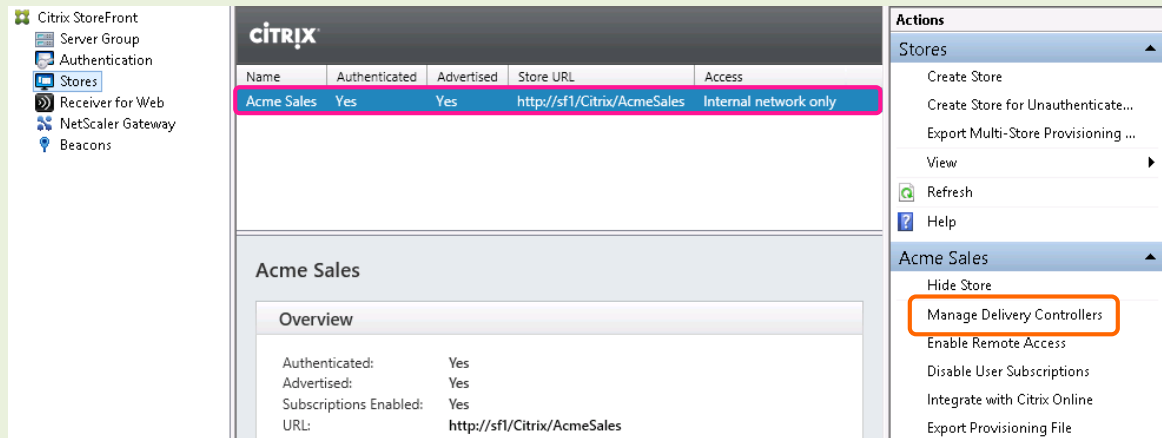 Citrix StoreFront
Server Group
Authentication
Stores
Receiver for Web
NetScaler Gateway
Beacons
CITRIX
Name Authenticated Advertised Store URL Access
Acme Sales Yes Yes http://sf1/Citrix/AcmeSales Internal network only
Acme Sales
Overview
Authenticated: Yes
Advertised: Yes
Subscriptions Enabled: Yes
URL: http://sf1/Citrix/AcmeSales
Actions
Stores
Create Store
Create Store for Unauthenticate...
Export Multi-Store Provisioning ...
View
Refresh
Help
Acme Sales
Hide Store
Manage Delivery Controllers
Enable Remote Access
Disable User Subscriptions
Integrate with Citrix Online
Export Provisioning File